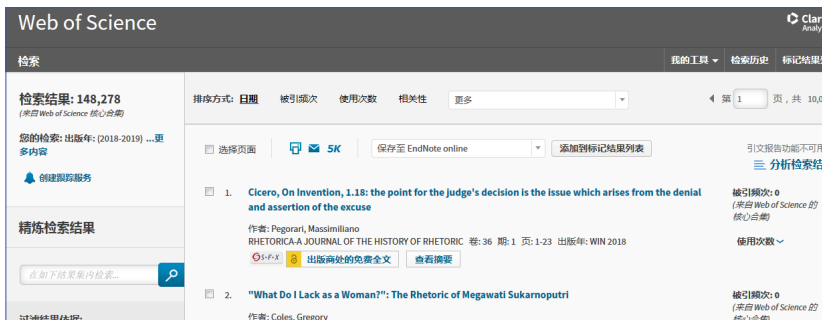 Web of Science
Clar
Analy
检索
我的工具
检索历史
标记结果
检索结果: 148,278
(来自 Web of Science 核心合集)
您的检索: 出版年: (2018-2019) ...更
多内容
创建跟踪服务
精炼检索结果
在如下结果集内检索...
过滤结果依据:
排序方式: 日期 被引频次 使用次数 相关性 更多
第 1 页，共 10,0
选择页面 5K 保存至 EndNote online 添加到标记结果列表
引文报告功能不可用
分析检索结
1. Cicero, On Invention, 1.18: the point for the judge's decision is the issue which arises from the denial
and assertion of the excuse
作者: Pegorari, Massimiliano
RHETORICA-A JOURNAL OF THE HISTORY OF RHETORIC 卷: 36 期: 1 页: 1-23 出版年: WIN 2018
S·F·X 出版商处的免费全文 查看摘要
被引频次: 0
(来自 Web of Science 的
核心合集)
使用次数
2. "What Do I Lack as a Woman?": The Rhetoric of Megawati Sukarnoputri
作者: Coles, Gregory
被引频次: 0
(来自 Web of Science 的
核心合集)